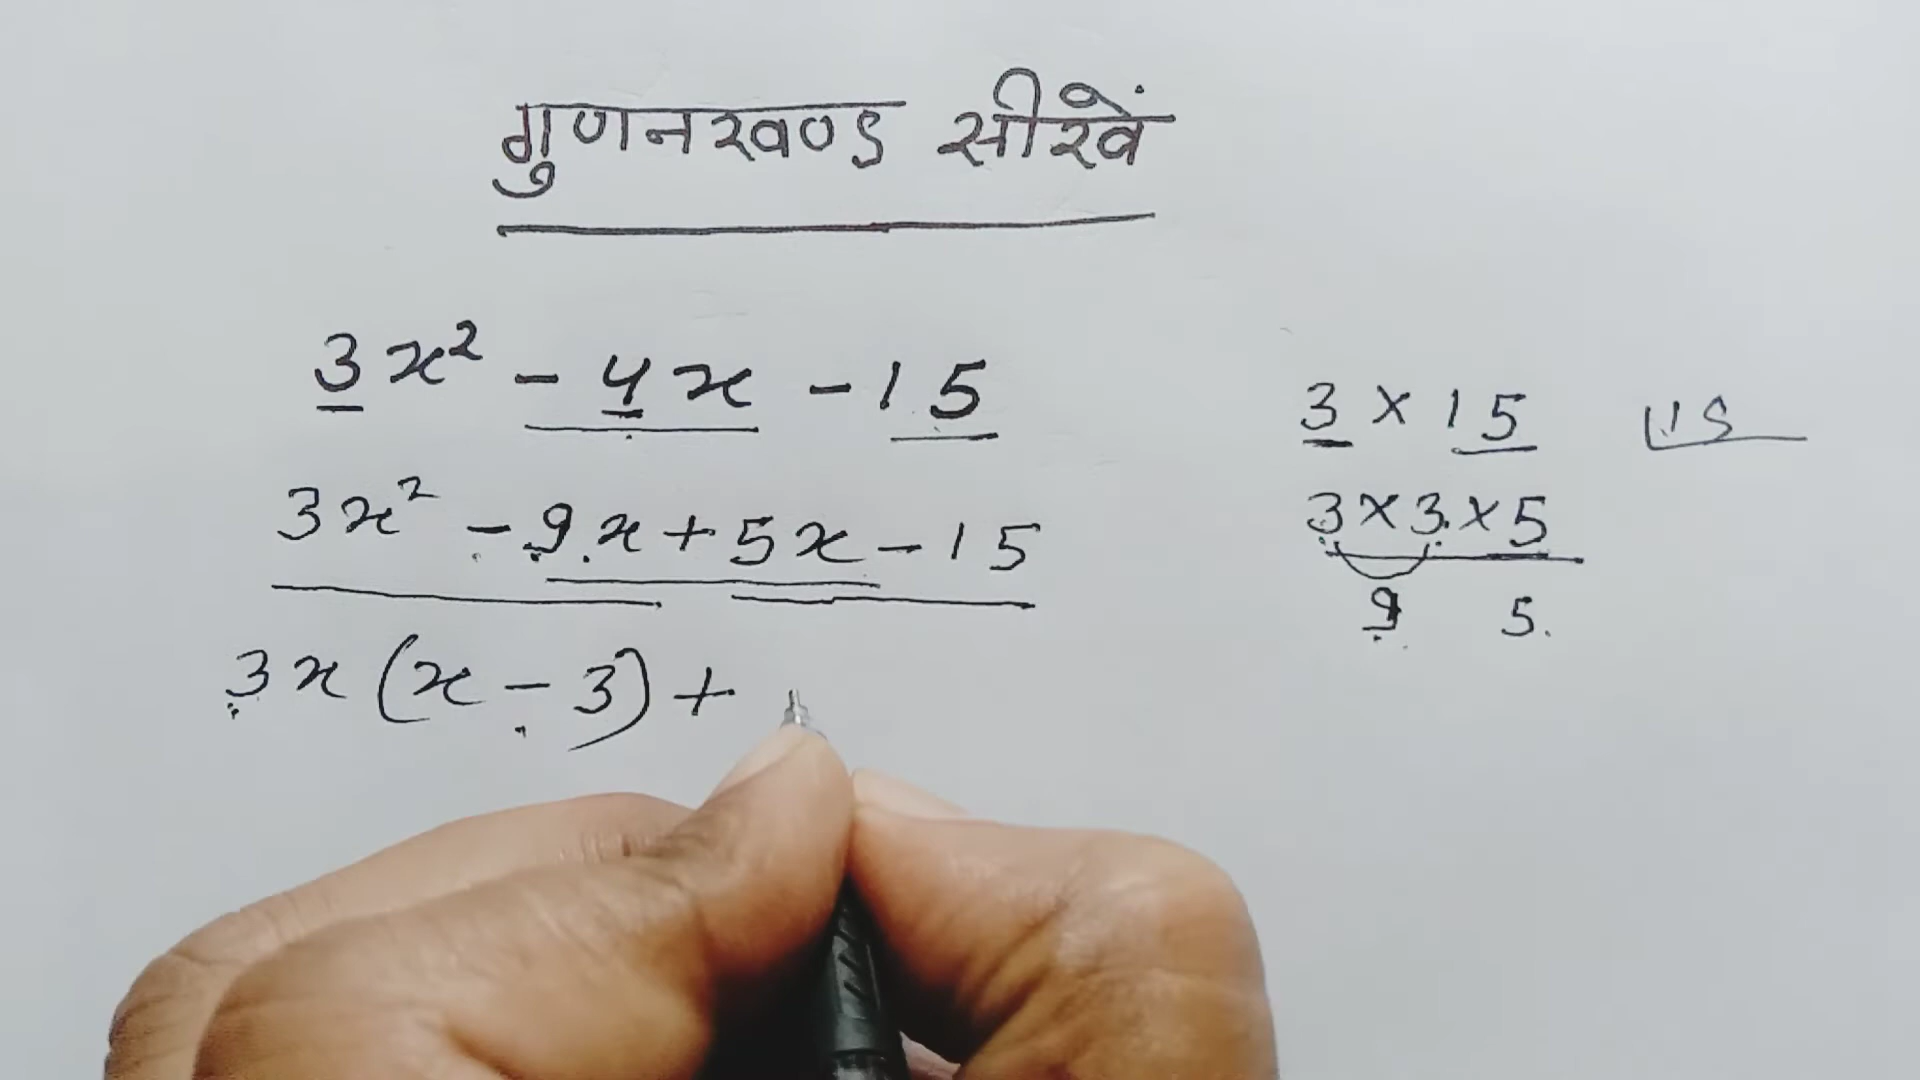 गुणनखण्ड सीखें
3x² - 4x - 15
3x² - 9x + 5x - 15
3x (x - 3) +
3 × 15
3 × 3 × 5
9 5